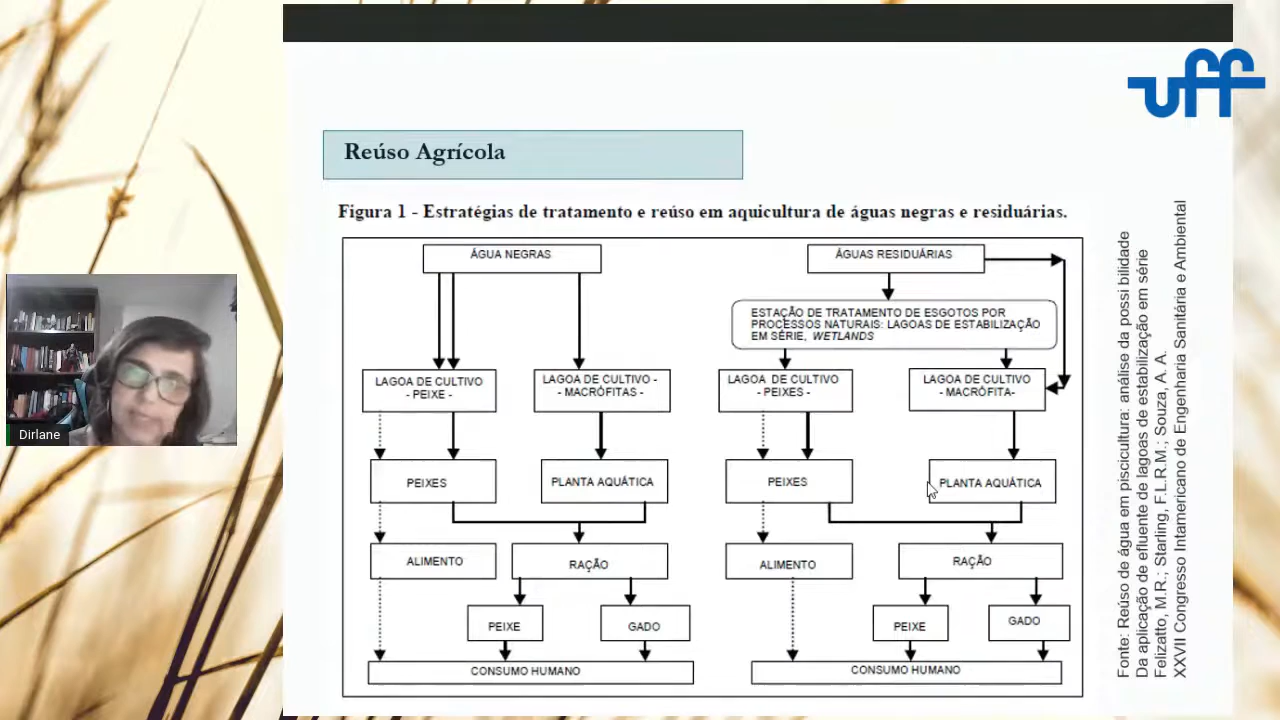 uff
Reúso Agrícola
Figura 1 - Estratégias de tratamento e reúso em aquicultura de águas negras e residuárias.
ÁGUA NEGRAS
ÁGUAS RESIDUÁRIAS
ESTAÇÃO DE TRATAMENTO DE ESGOTOS POR
PROCESSOS NATURAIS: LAGOAS DE ESTABILIZAÇÃO
EM SÉRIE, WETLANDS
LAGOA DE CULTIVO
- PEIXE -
LAGOA DE CULTIVO -
- MACRÓFITAS -
LAGOA DE CULTIVO
- PEIXES -
LAGOA DE CULTIVO
- MACRÓFITA-
PEIXES
PLANTA AQUÁTICA
PEIXES
PLANTA AQUÁTICA
ALIMENTO
RAÇÃO
ALIMENTO
RAÇÃO
PEIXE
GADO
PEIXE
GADO
CONSUMO HUMANO
CONSUMO HUMANO
Fonte: Reúso de água em piscicultura: análise da possi bilidade
Da aplicação de efluente de lagoas de estabilização em série
Felizatto, M.R.; Starling, F.L.R.M.; Souza, A. A.
XXVII Congresso Intamericano de Engenharia Sanitária e Ambiental
Dirlane